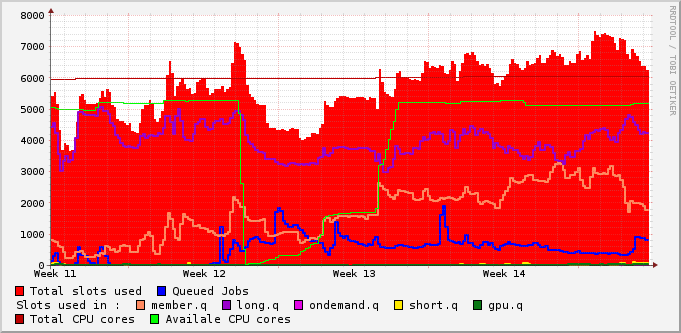 8000
7000
6000
5000
4000
3000
2000
1000
0
Week 11 Week 12 Week 13 Week 14
RRDTOOL / TOBI OETIKER
Total slots used Queued Jobs
Slots used in : member.q long.q ondemand.q short.q gpu.q
Total CPU cores Availale CPU cores